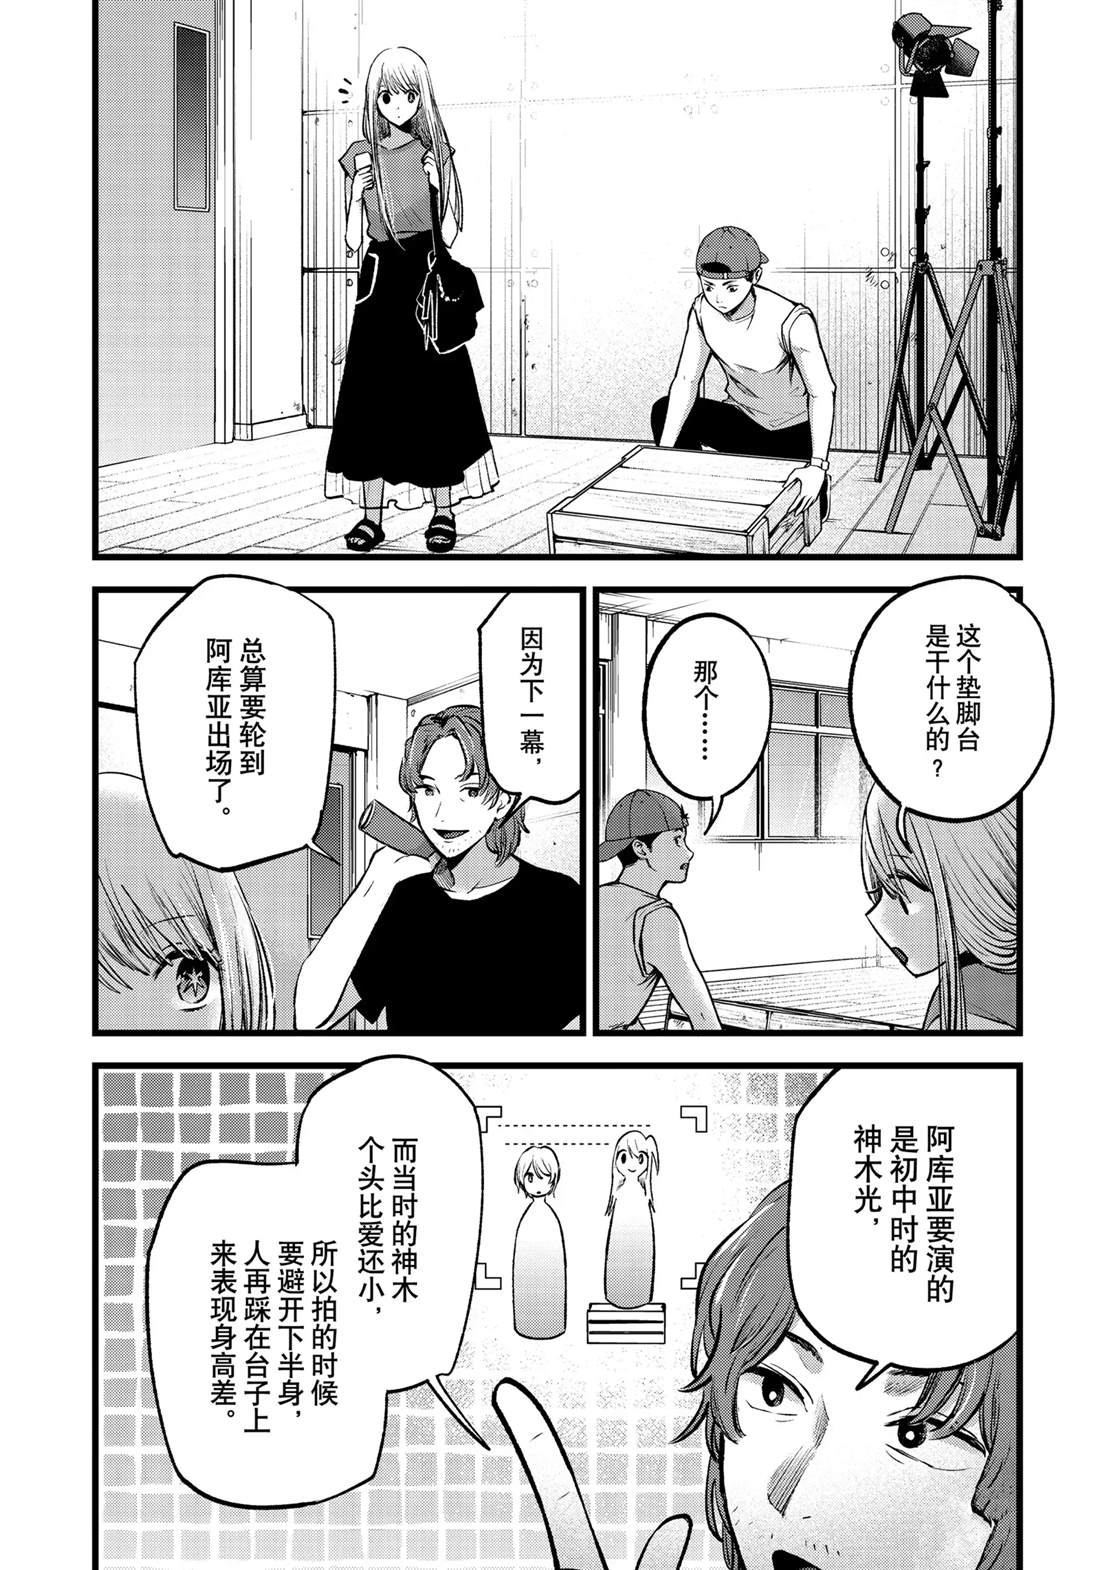 这个垫脚台
是干什么的？
那个……
因为下一幕，
总算要轮到
阿库亚出场了。
阿库亚要演的
是初中时的
神木光，
而当时的神木
个头比爱还小，
所以拍的时候
要避开下半身，
人再踩在台子上
来表现身高差。